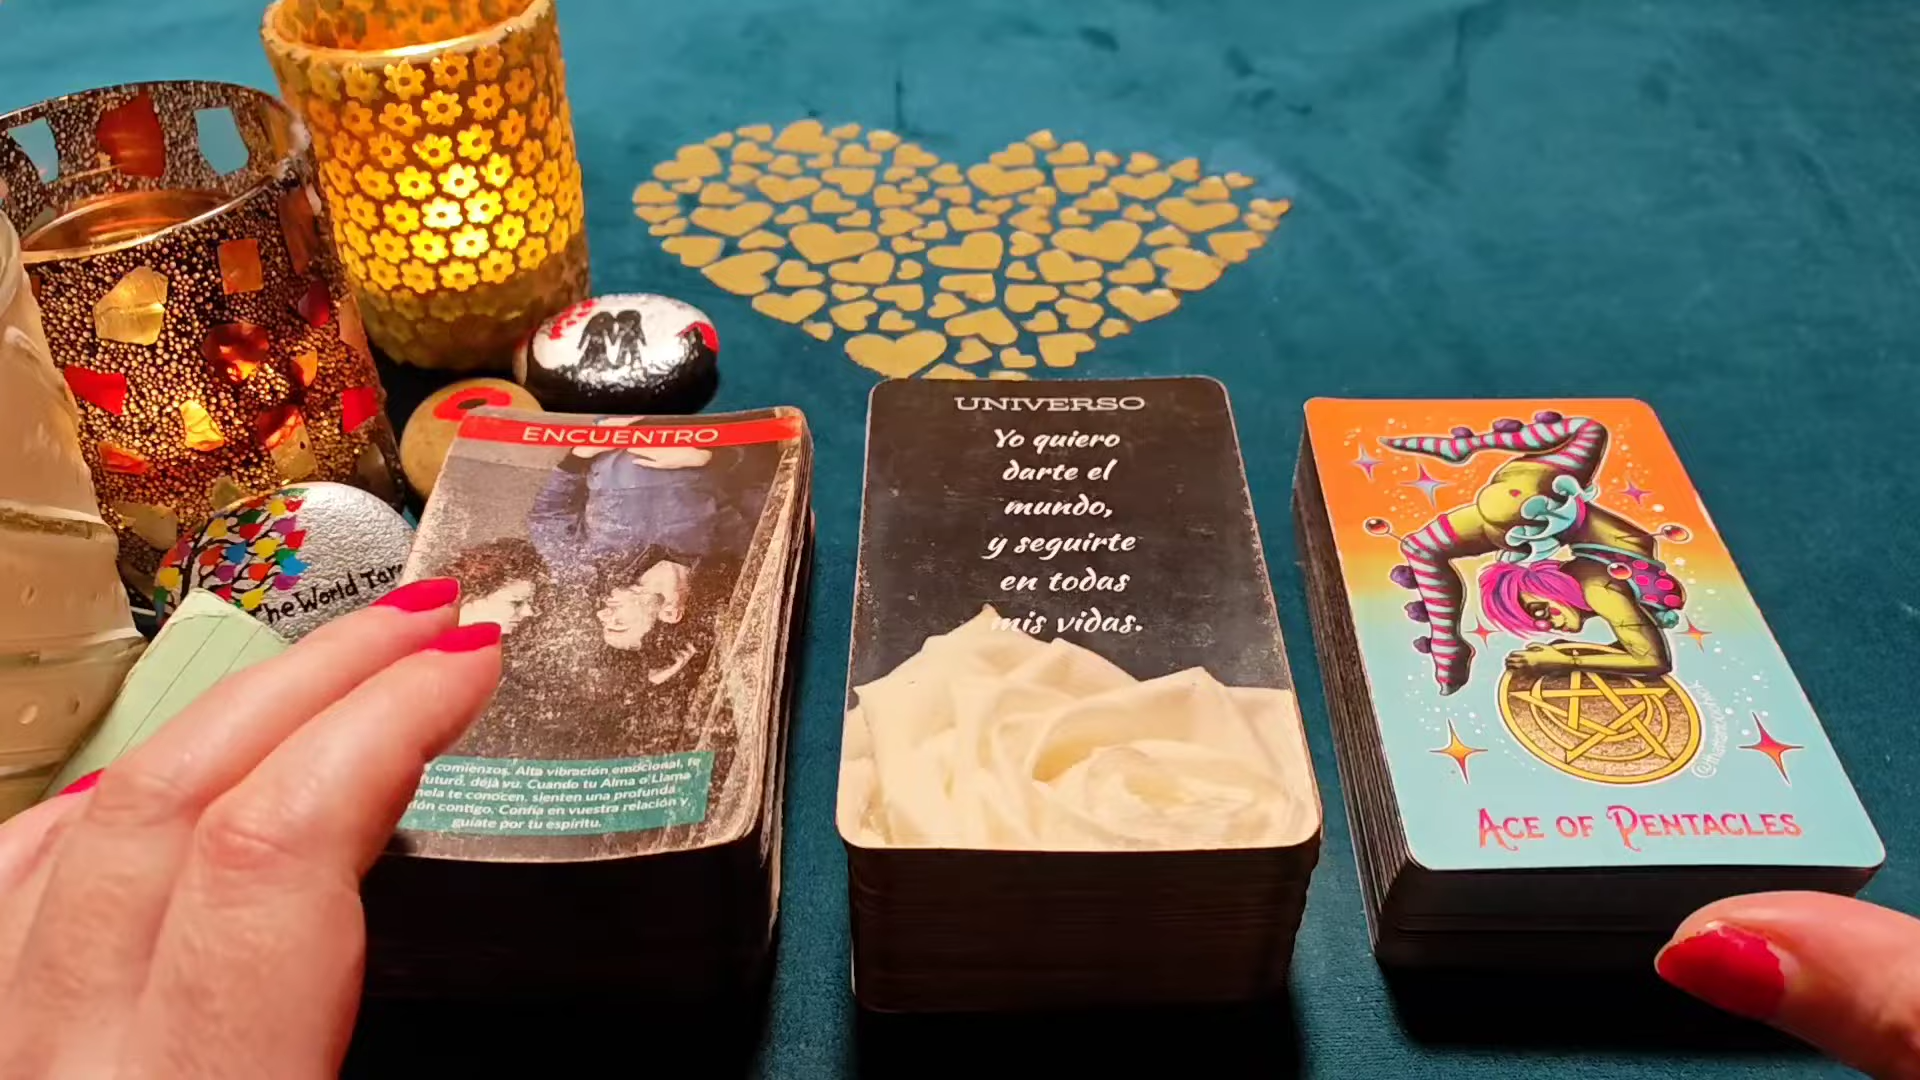 ENCUENTRO
comienzos. Alta vibración emocional, fe
futuro, déjà vu. Cuando tu Alma o Llama
te conocen, sienten una profunda
contigo. Confía en vuestra relación y
guíate por tu espíritu.
UNIVERSO
Yo quiero
darte el
mundo,
y seguirte
en todas
mis vidas.
ACE OF PENTACLES
The World Taro